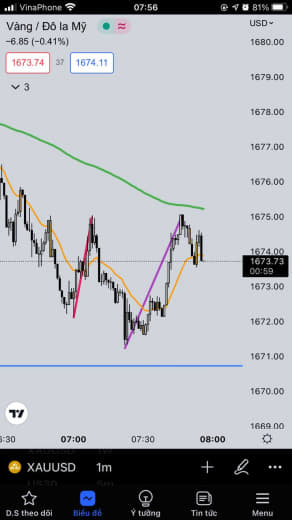 VinaPhone 07:56 81%
Vàng / Đô la Mỹ
−6.85 (−0.41%)
USD
1673.74 37 1674.11
3
1680.00
1679.00
1678.00
1677.00
1676.00
1675.00
1674.00
1673.73
00:59
1673.00
1672.00
1671.00
1670.00
1669.00
6:30 07:00 07:30 08:00
XAUUSD 1m
D.S theo dõi Biểu đồ Ý tưởng Tin tức Menu